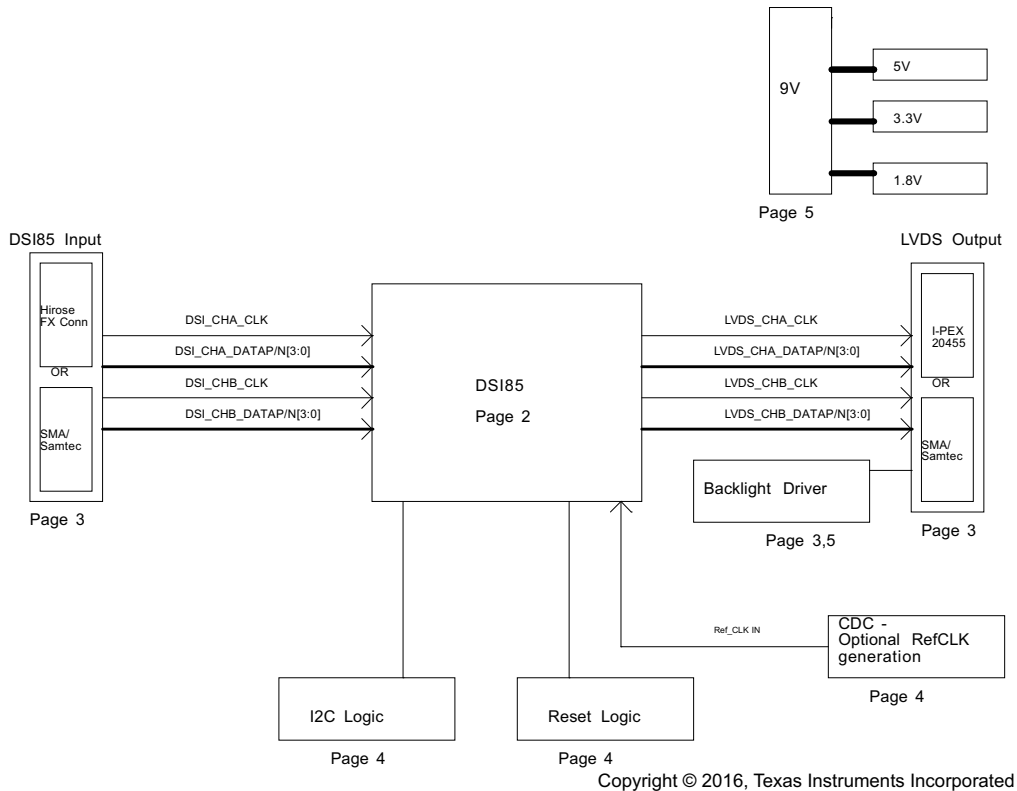 9V
5V
3.3V
1.8V
Page 5
DSI85 Input
LVDS Output
Hirose
FX Conn
OR
SMA/
Samtec
Page 3
DSI_CHA_CLK
DSI_CHA_DATAP/N[3:0]
DSI_CHB_CLK
DSI_CHB_DATAP/N[3:0]
DSI85
Page 2
LVDS_CHA_CLK
LVDS_CHA_DATAP/N[3:0]
LVDS_CHB_CLK
LVDS_CHB_DATAP/N[3:0]
I-PEX
20455
OR
SMA/
Samtec
Page 3
Backlight Driver
Page 3,5
Ref_CLK IN
CDC -
Optional RefCLK
generation
Page 4
I2C Logic
Page 4
Reset Logic
Page 4
Copyright © 2016, Texas Instruments Incorporated